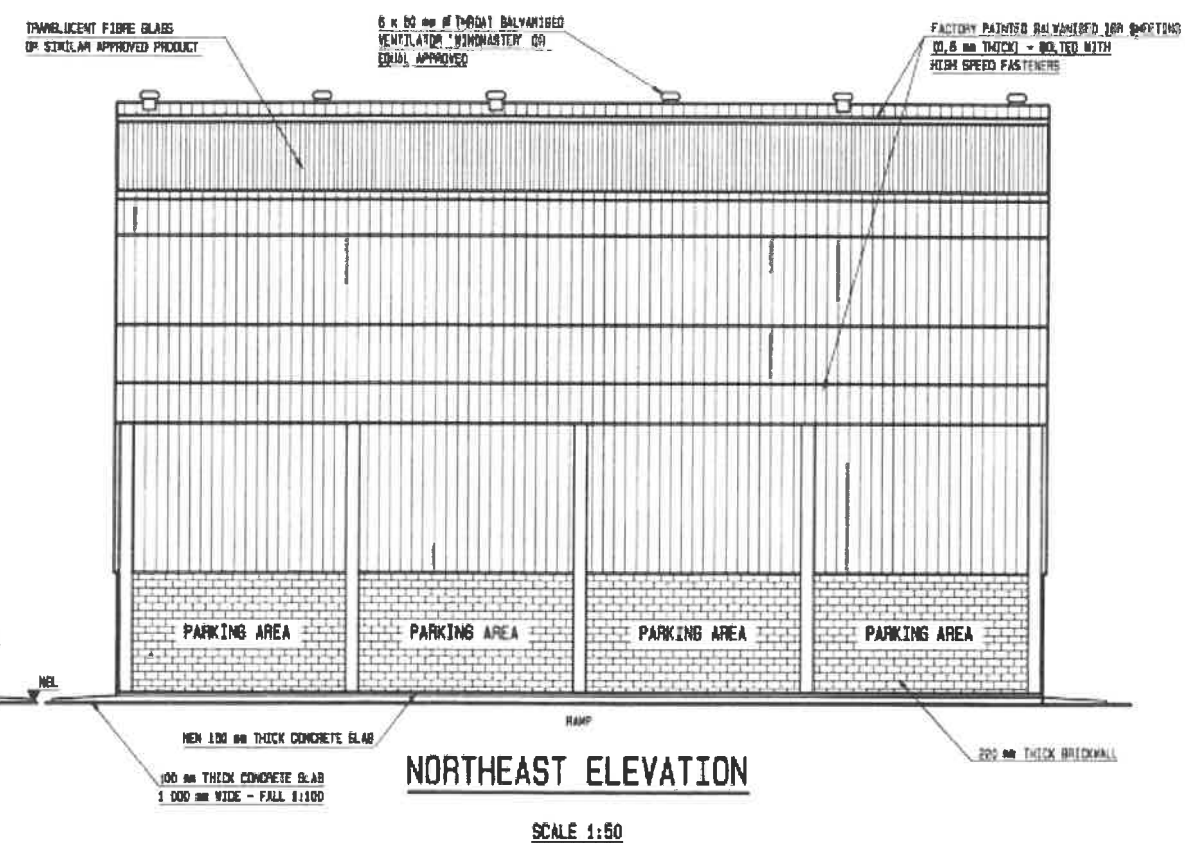 TRANSLUCENT FIBRE GLASS
OR SIMILAR APPROVED PRODUCT
6 x 60 mm Ø THROAT GALVANISED
VENTILATOR 'WINDMASTER' OR
EQUAL APPROVED
FACTORY PAINTED GALVANISED IBR SHEETING
(0,6 mm THICK) - BOLTED WITH
HIGH SPEED FASTENERS
PARKING AREA
PARKING AREA
PARKING AREA
PARKING AREA
NGL
RAMP
NEW 100 mm THICK CONCRETE SLAB
220 mm THICK BRICKWALL
100 mm THICK CONCRETE SLAB
1 000 mm WIDE - FALL 1:100
NORTHEAST ELEVATION
SCALE 1:50